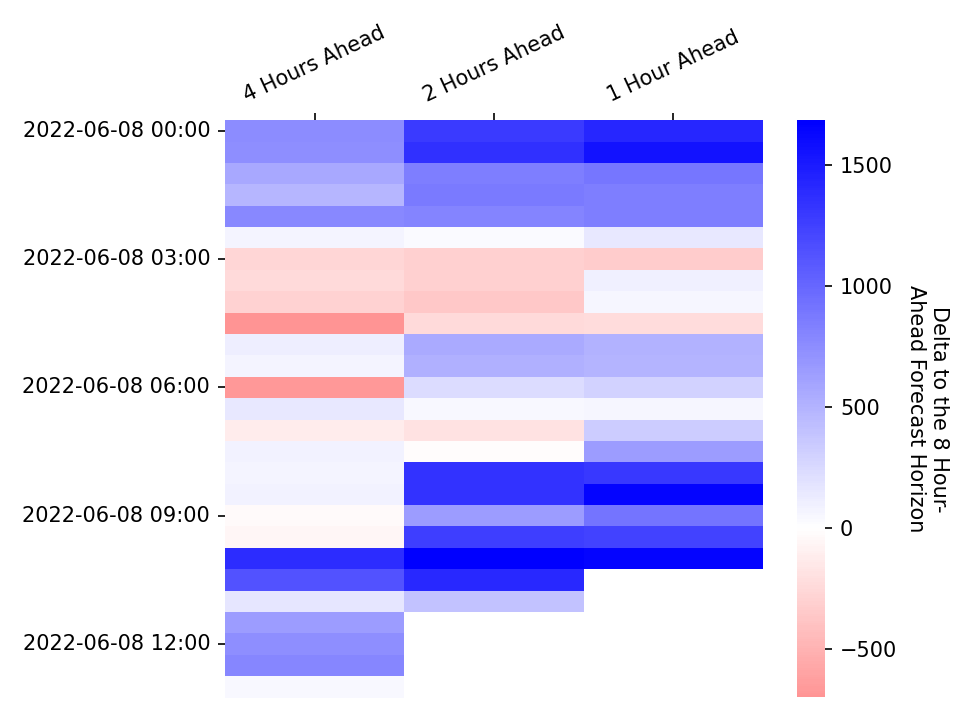 4 Hours Ahead
2 Hours Ahead
1 Hour Ahead
2022-06-08 00:00
2022-06-08 03:00
2022-06-08 06:00
2022-06-08 09:00
2022-06-08 12:00
1500
1000
500
0
−500
Delta to the 8 Hour-
Ahead Forecast Horizon